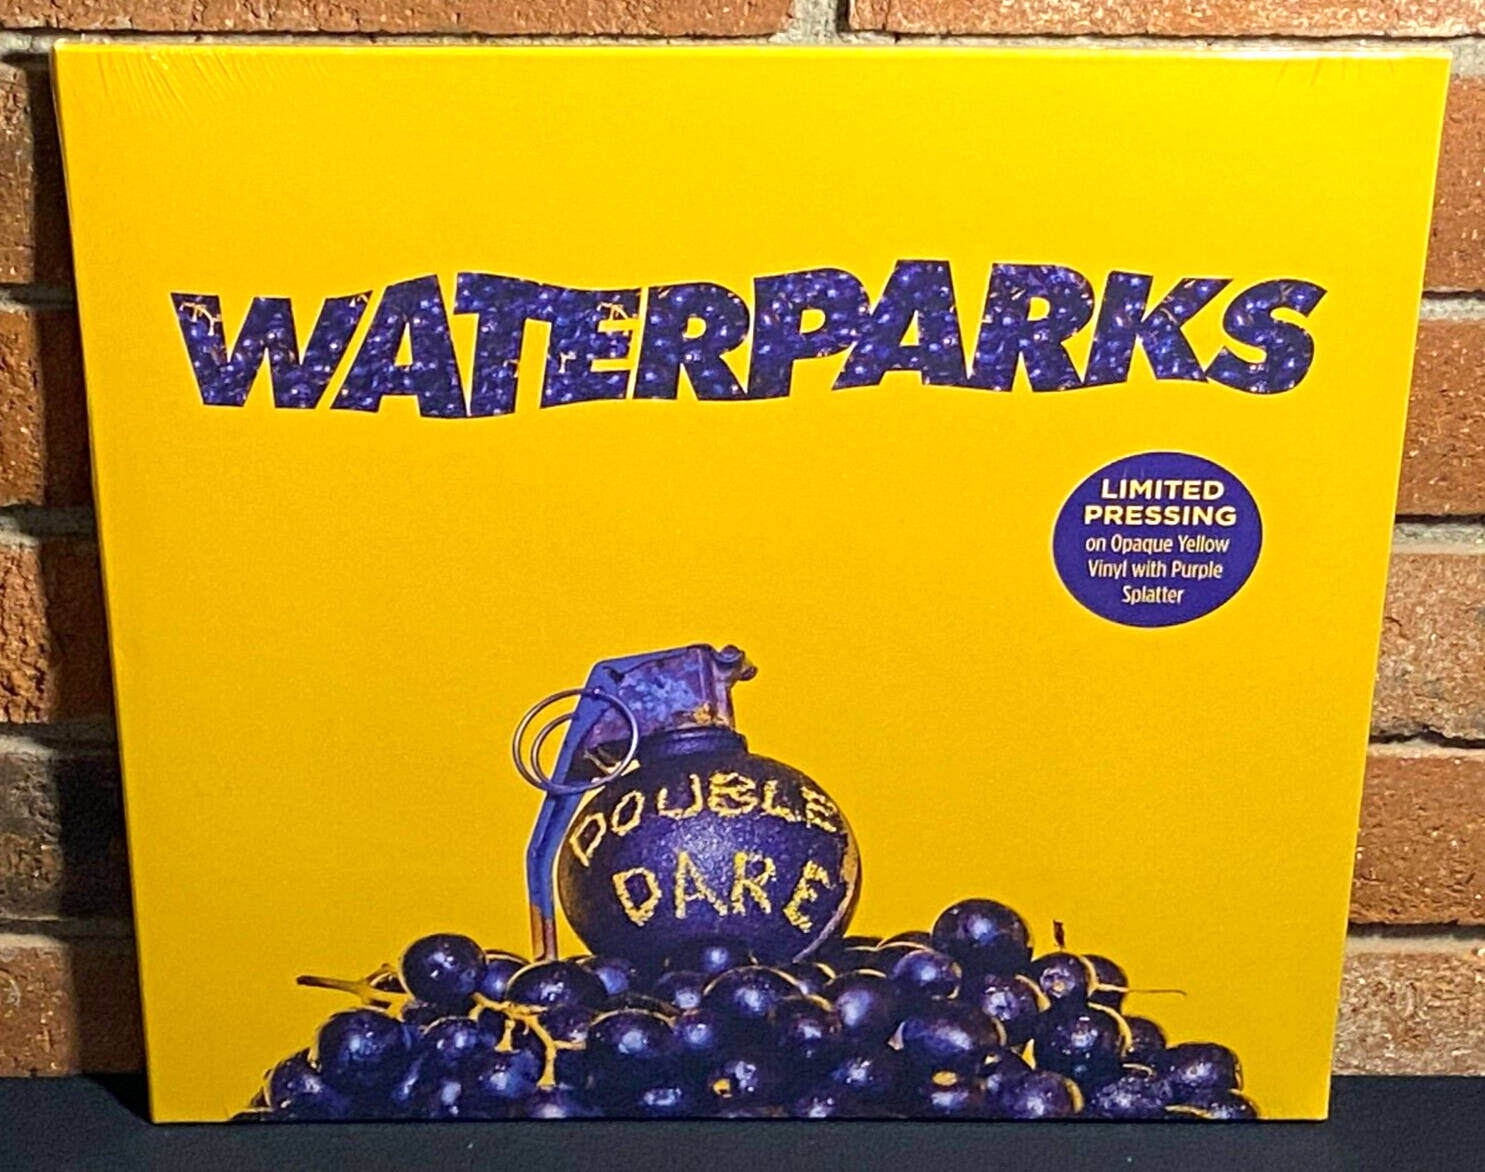 WATERPARKS
LIMITED
PRESSING
on Opaque Yellow
Vinyl with Purple
Splatter
DOUBLE
DARE